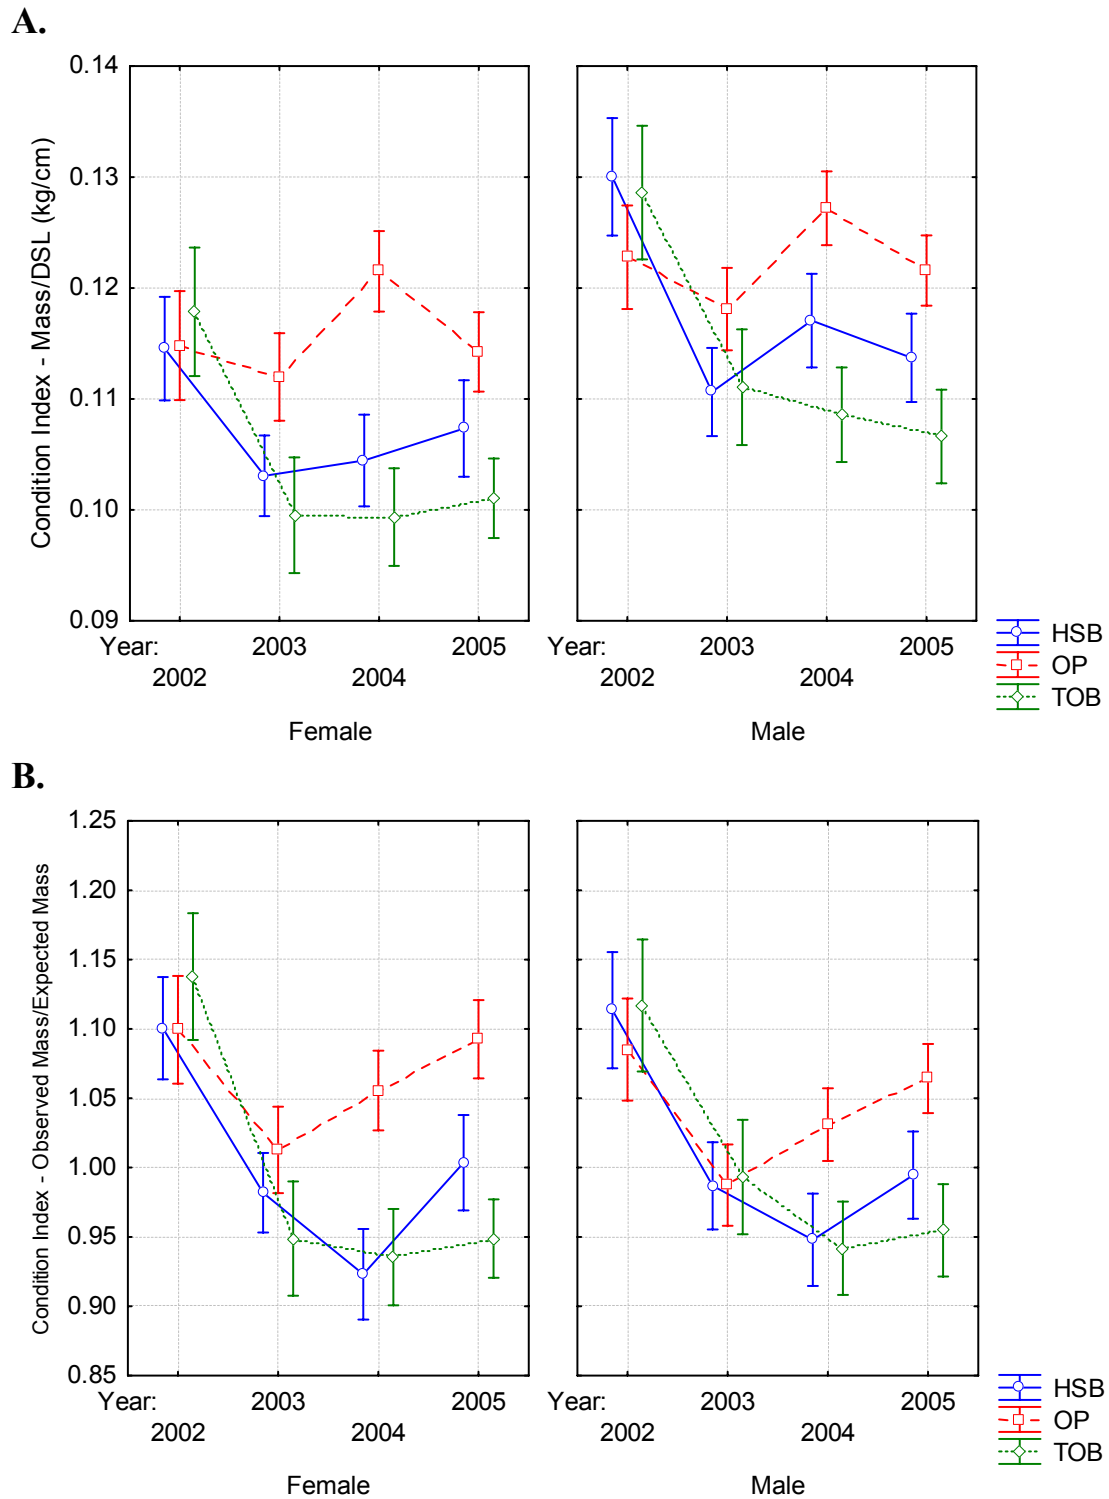 A.
Condition Index - Mass/DSL (kg/cm)
0.14
0.13
0.12
0.11
0.10
0.09
Year:
2003
2005
2002
2004
Female
2003
2005
2002
2004
Male
HSB
OP
TOB
B.
Condition Index - Observed Mass/Expected Mass
1.25
1.20
1.15
1.10
1.05
1.00
0.95
0.90
0.85
Year:
2003
2005
2002
2004
Female
2003
2005
2002
2004
Male
HSB
OP
TOB